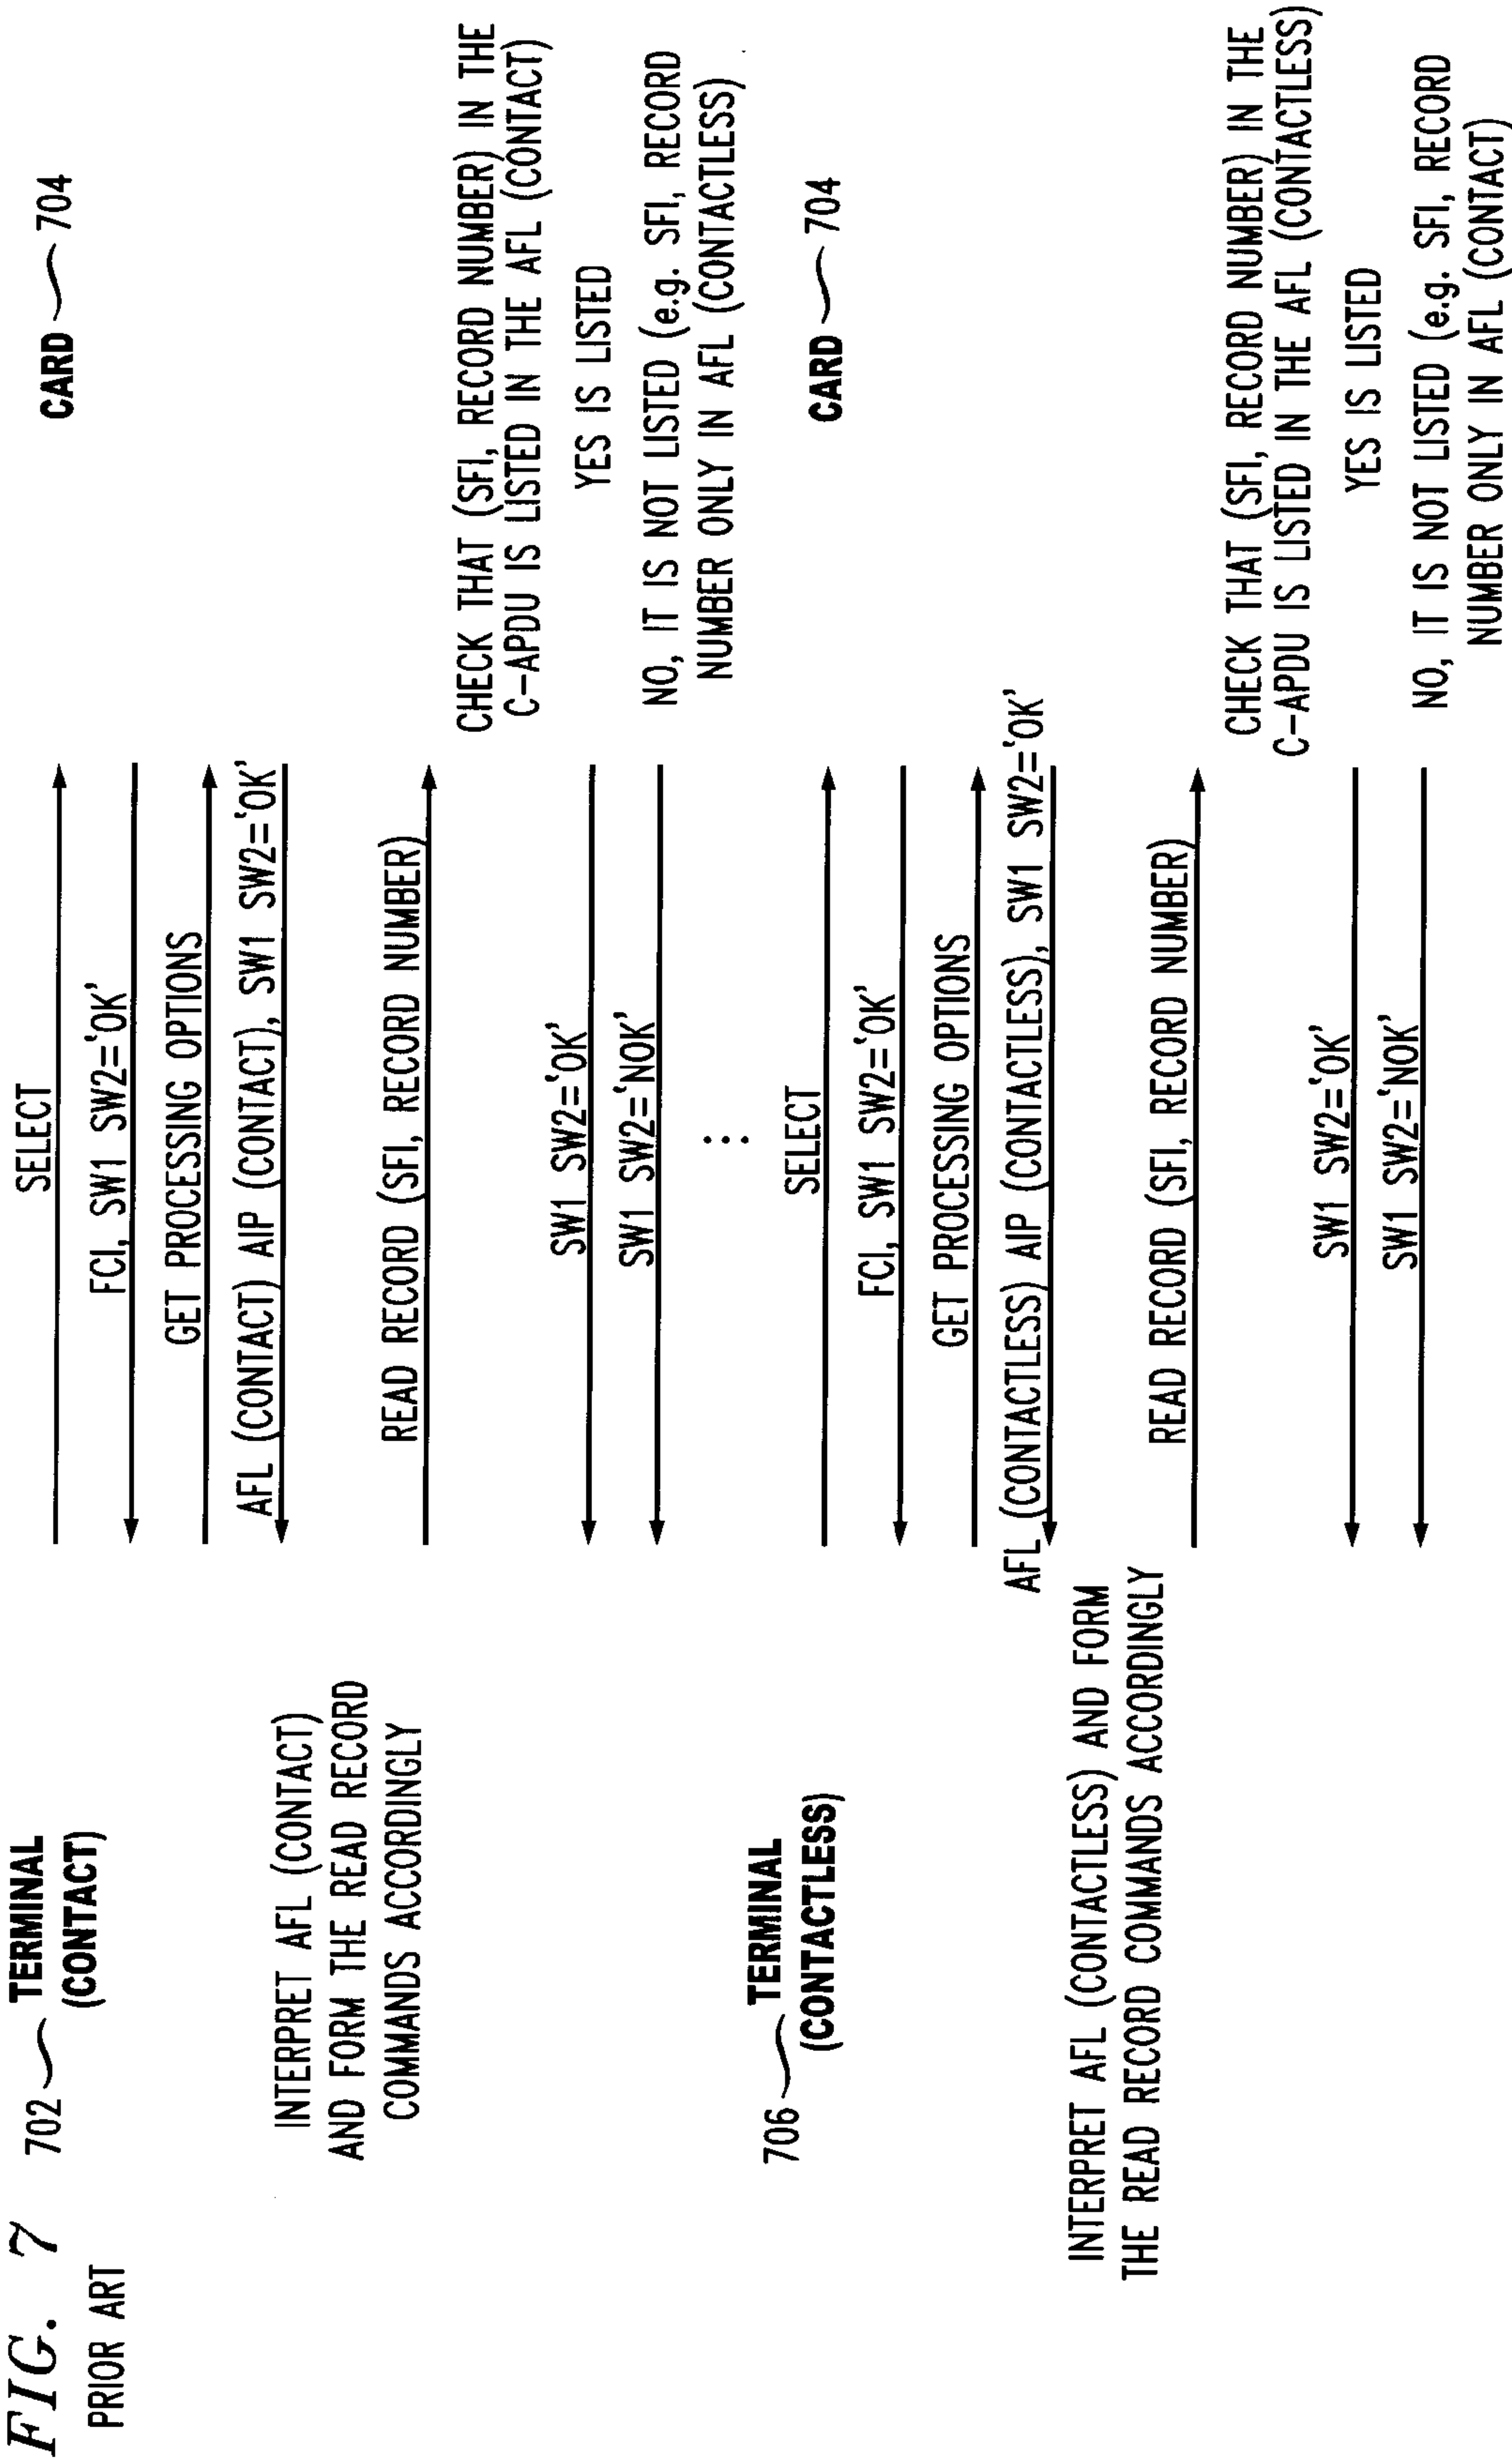 FIG. 7
PRIOR ART
702
TERMINAL
(CONTACT)
CARD
704
SELECT
FCI, SW1 SW2='OK'
GET PROCESSING OPTIONS
AFL (CONTACT) AIP (CONTACT), SW1 SW2='OK'
INTERPRET AFL (CONTACT)
AND FORM THE READ RECORD
COMMANDS ACCORDINGLY
READ RECORD (SFI, RECORD NUMBER)
CHECK THAT (SFI, RECORD NUMBER) IN THE
C-APDU IS LISTED IN THE AFL (CONTACT)
SW1 SW2='OK'
YES IS LISTED
SW1 SW2='NOK'
NO, IT IS NOT LISTED (e.g. SFI, RECORD
NUMBER ONLY IN AFL (CONTACTLESS)
706
TERMINAL
(CONTACTLESS)
CARD
704
SELECT
FCI, SW1 SW2='OK'
GET PROCESSING OPTIONS
AFL (CONTACTLESS) AIP (CONTACTLESS), SW1 SW2='OK'
INTERPRET AFL (CONTACTLESS) AND FORM
THE READ RECORD COMMANDS ACCORDINGLY
READ RECORD (SFI, RECORD NUMBER)
CHECK THAT (SFI, RECORD NUMBER) IN THE
C-APDU IS LISTED IN THE AFL (CONTACTLESS)
SW1 SW2='OK'
YES IS LISTED
SW1 SW2='NOK'
NO, IT IS NOT LISTED (e.g. SFI, RECORD
NUMBER ONLY IN AFL (CONTACT)